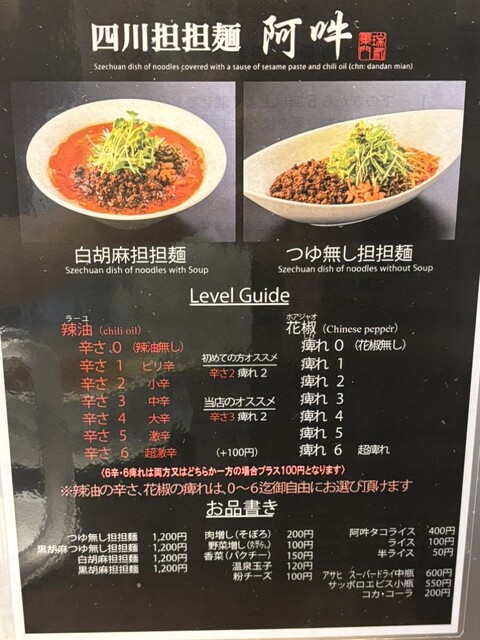 四川担担麺 阿吽
Szechuan dish of noodles covered with a sause of sesame paste and chili oil (chn: dandan mian)
白胡麻担担麺
Szechuan dish of noodles with Soup
つゆ無し担担麺
Szechuan dish of noodles without Soup
Level Guide
ラーユ
辣油 (chili oil)
辛さ 0 (辣油無し)
辛さ 1 ピリ辛
辛さ 2 小辛
辛さ 3 中辛
辛さ 4 大辛
辛さ 5 激辛
辛さ 6 超激辛
初めての方オススメ
辛さ2 痺れ2
当店のオススメ
辛さ3 痺れ2
(+100円)
ホアジャオ
花椒 (Chinese pepper)
痺れ 0 (花椒無し)
痺れ 1
痺れ 2
痺れ 3
痺れ 4
痺れ 5
痺れ 6 超痺れ
〈6辛・6痺れは両方又はどちらか一方の場合プラス100円となります〉
※辣油の辛さ、花椒の痺れは、0〜6迄御自由にお選び頂けます
お品書き
つゆ無し担担麺 1,200円
黒胡麻つゆ無し担担麺 1,200円
白胡麻担担麺 1,200円
黒胡麻担担麺 1,200円
肉増し(そぼろ) 200円
野菜増し 100円
香菜(パクチー) 150円
温泉玉子 120円
粉チーズ 100円
阿吽タコライス 400円
ライス 100円
半ライス 50円
アサヒ スーパードライ中瓶 600円
サッポロエビス小瓶 550円
コカ・コーラ 200円